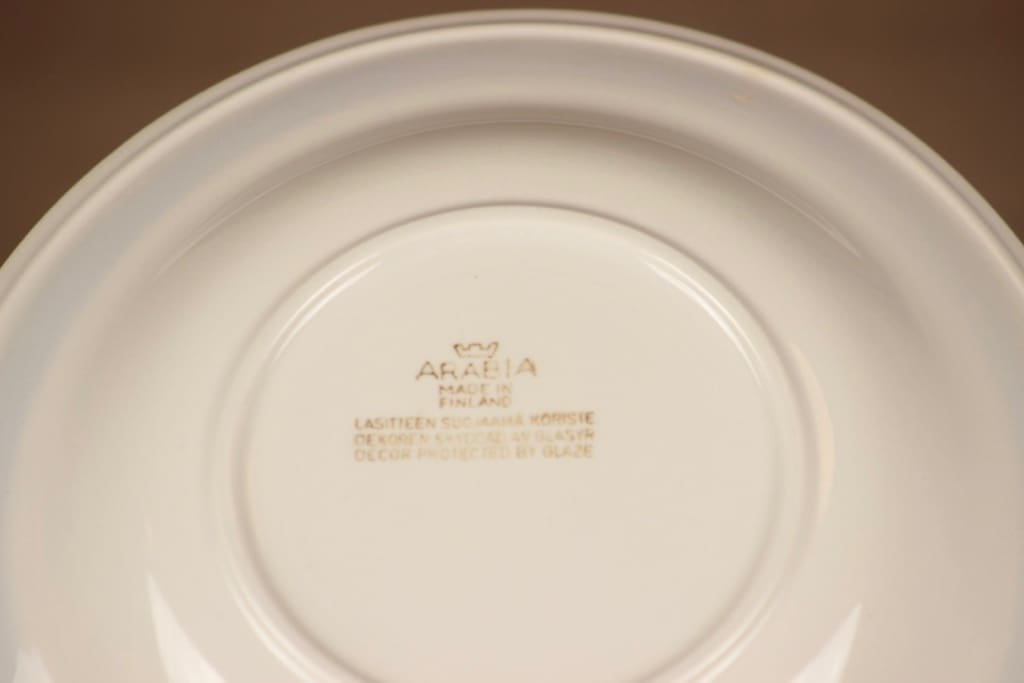 ARABIA
MADE IN
FINLAND
LASITTEEN SUOJAAMA KORISTE
DEKOREN SKYDDAD AV GLASYR
DECOR PROTECTED BY GLAZE